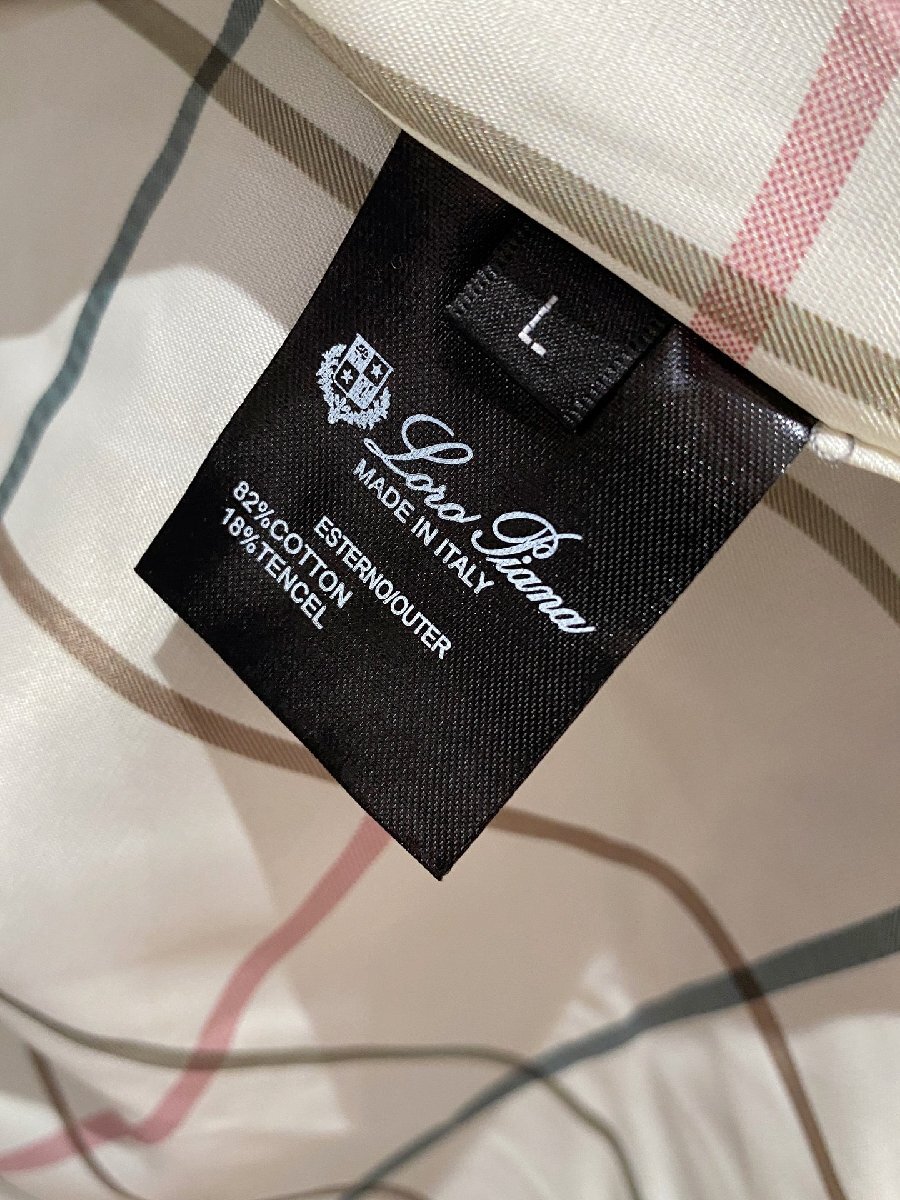 L
Loro Piana
MADE IN ITALY
ESTERNO/OUTER
82%COTTON
18%TENCEL